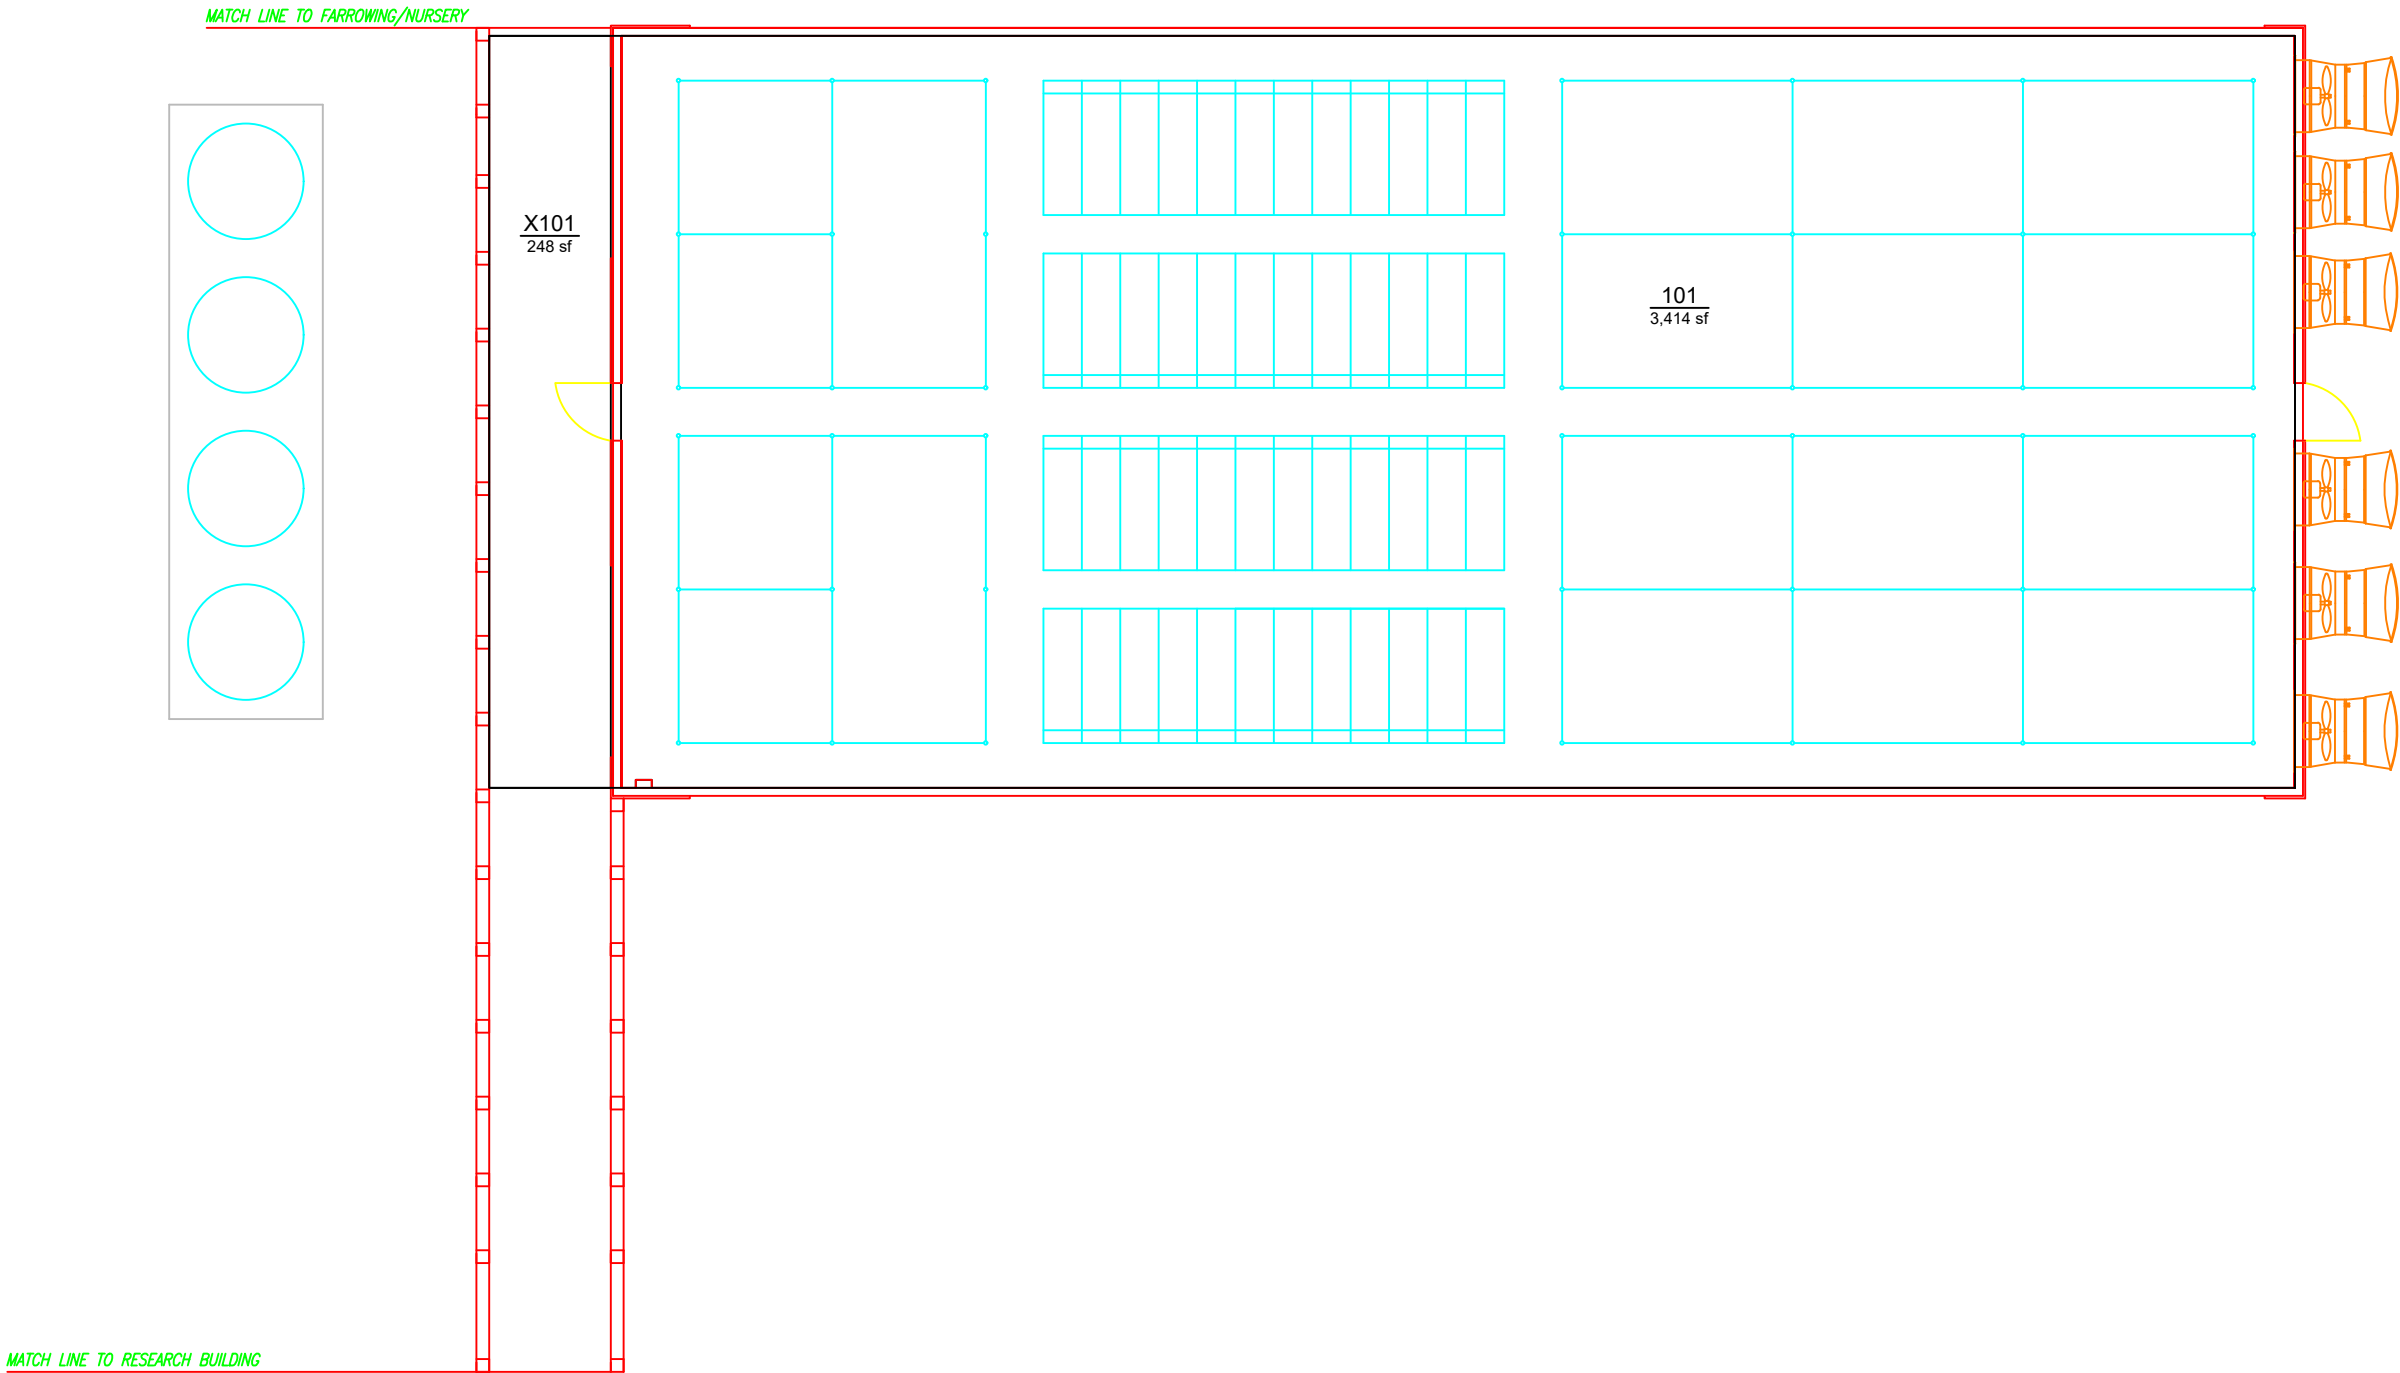 MATCH LINE TO FARROWING/NURSERY
X101
248 sf
101
3,414 sf
MATCH LINE TO RESEARCH BUILDING